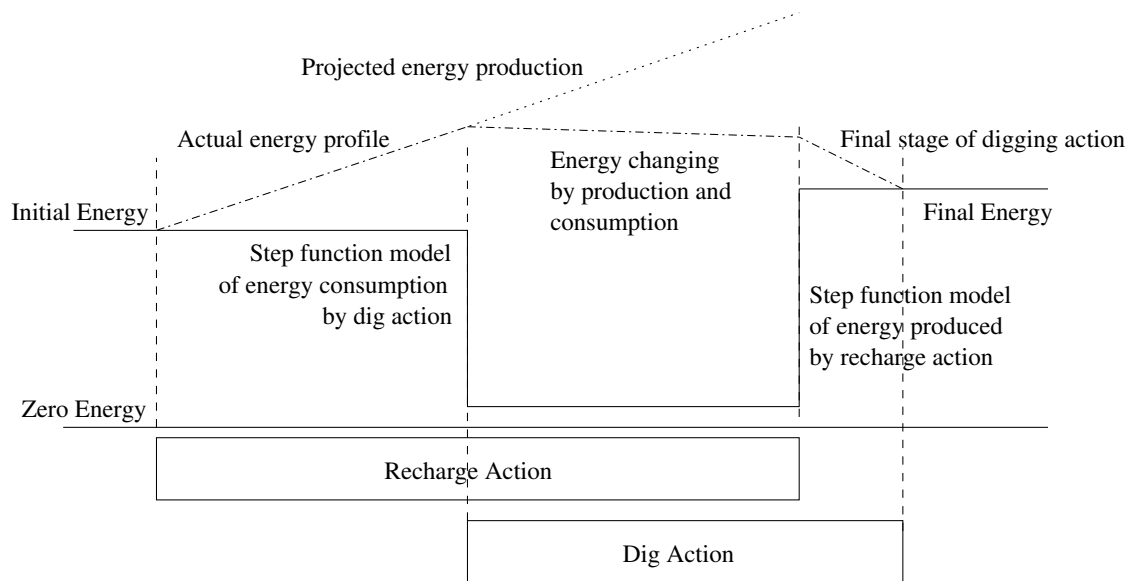 Projected energy production
Actual energy profile
Final stage of digging action
Energy changing
by production and
consumption
Initial Energy
Final Energy
Step function model
of energy consumption
by dig action
Step function model
of energy produced
by recharge action
Zero Energy
Recharge Action
Dig Action